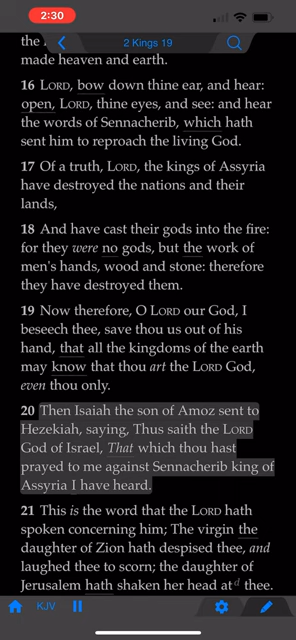 2:30
2 Kings 19
made heaven and earth.
16 LORD, bow down thine ear, and hear:
open, LORD, thine eyes, and see: and hear
the words of Sennacherib, which hath
sent him to reproach the living God.
17 Of a truth, LORD, the kings of Assyria
have destroyed the nations and their
lands,
18 And have cast their gods into the fire:
for they were no gods, but the work of
men's hands, wood and stone: therefore
they have destroyed them.
19 Now therefore, O LORD our God, I
beseech thee, save thou us out of his
hand, that all the kingdoms of the earth
may know that thou art the LORD God,
even thou only.
20 Then Isaiah the son of Amoz sent to
Hezekiah, saying, Thus saith the LORD
God of Israel, That which thou hast
prayed to me against Sennacherib king of
Assyria I have heard.
21 This is the word that the LORD hath
spoken concerning him; The virgin the
daughter of Zion hath despised thee, and
laughed thee to scorn; the daughter of
Jerusalem hath shaken her head at d thee.
KJV